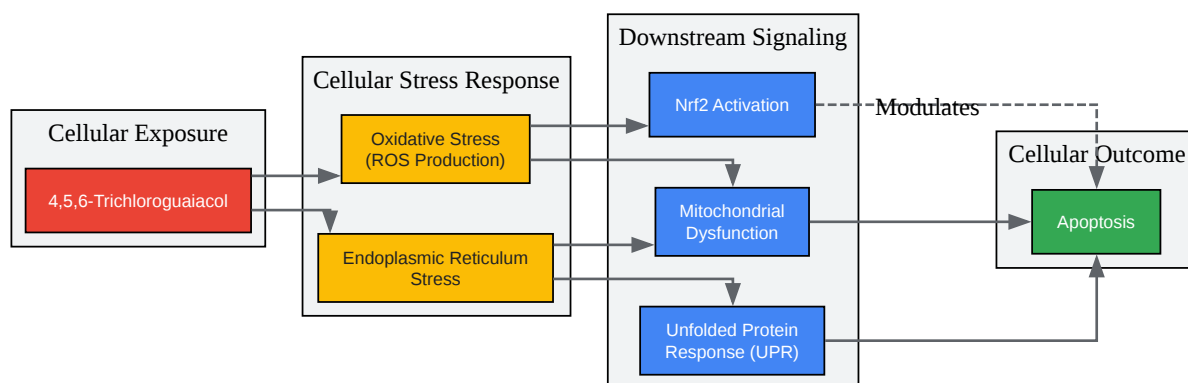 Cellular Exposure
4,5,6-Trichloroguaiacol
Cellular Stress Response
Oxidative Stress
(ROS Production)
Endoplasmic Reticulum
Stress
Downstream Signaling
Nrf2 Activation
Mitochondrial
Dysfunction
Unfolded Protein
Response (UPR)
Modulates
Cellular Outcome
Apoptosis